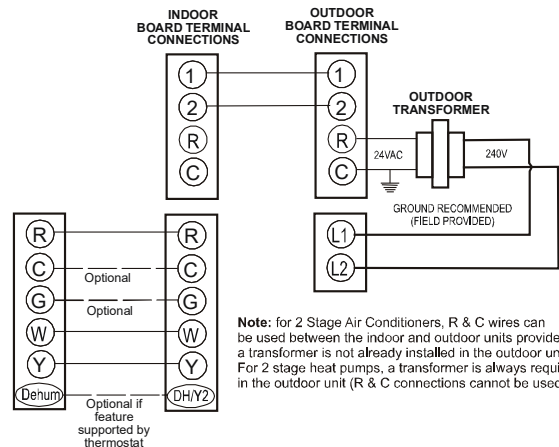 INDOOR
BOARD TERMINAL
CONNECTIONS
OUTDOOR
BOARD TERMINAL
CONNECTIONS
1
2
R
C
1
2
R
C
OUTDOOR
TRANSFORMER
24VAC
240V
GROUND RECOMMENDED
(FIELD PROVIDED)
L1
L2
R
C
G
W
Y
Dehum
Optional
Optional
Optional if
feature
supported by
thermostat
R
C
G
W
Y
DH/Y2
Note: for 2 Stage Air Conditioners, R & C wires can
be used between the indoor and outdoor units provide
a transformer is not already installed in the outdoor un
For 2 stage heat pumps, a transformer is always requi
in the outdoor unit (R & C connections cannot be used